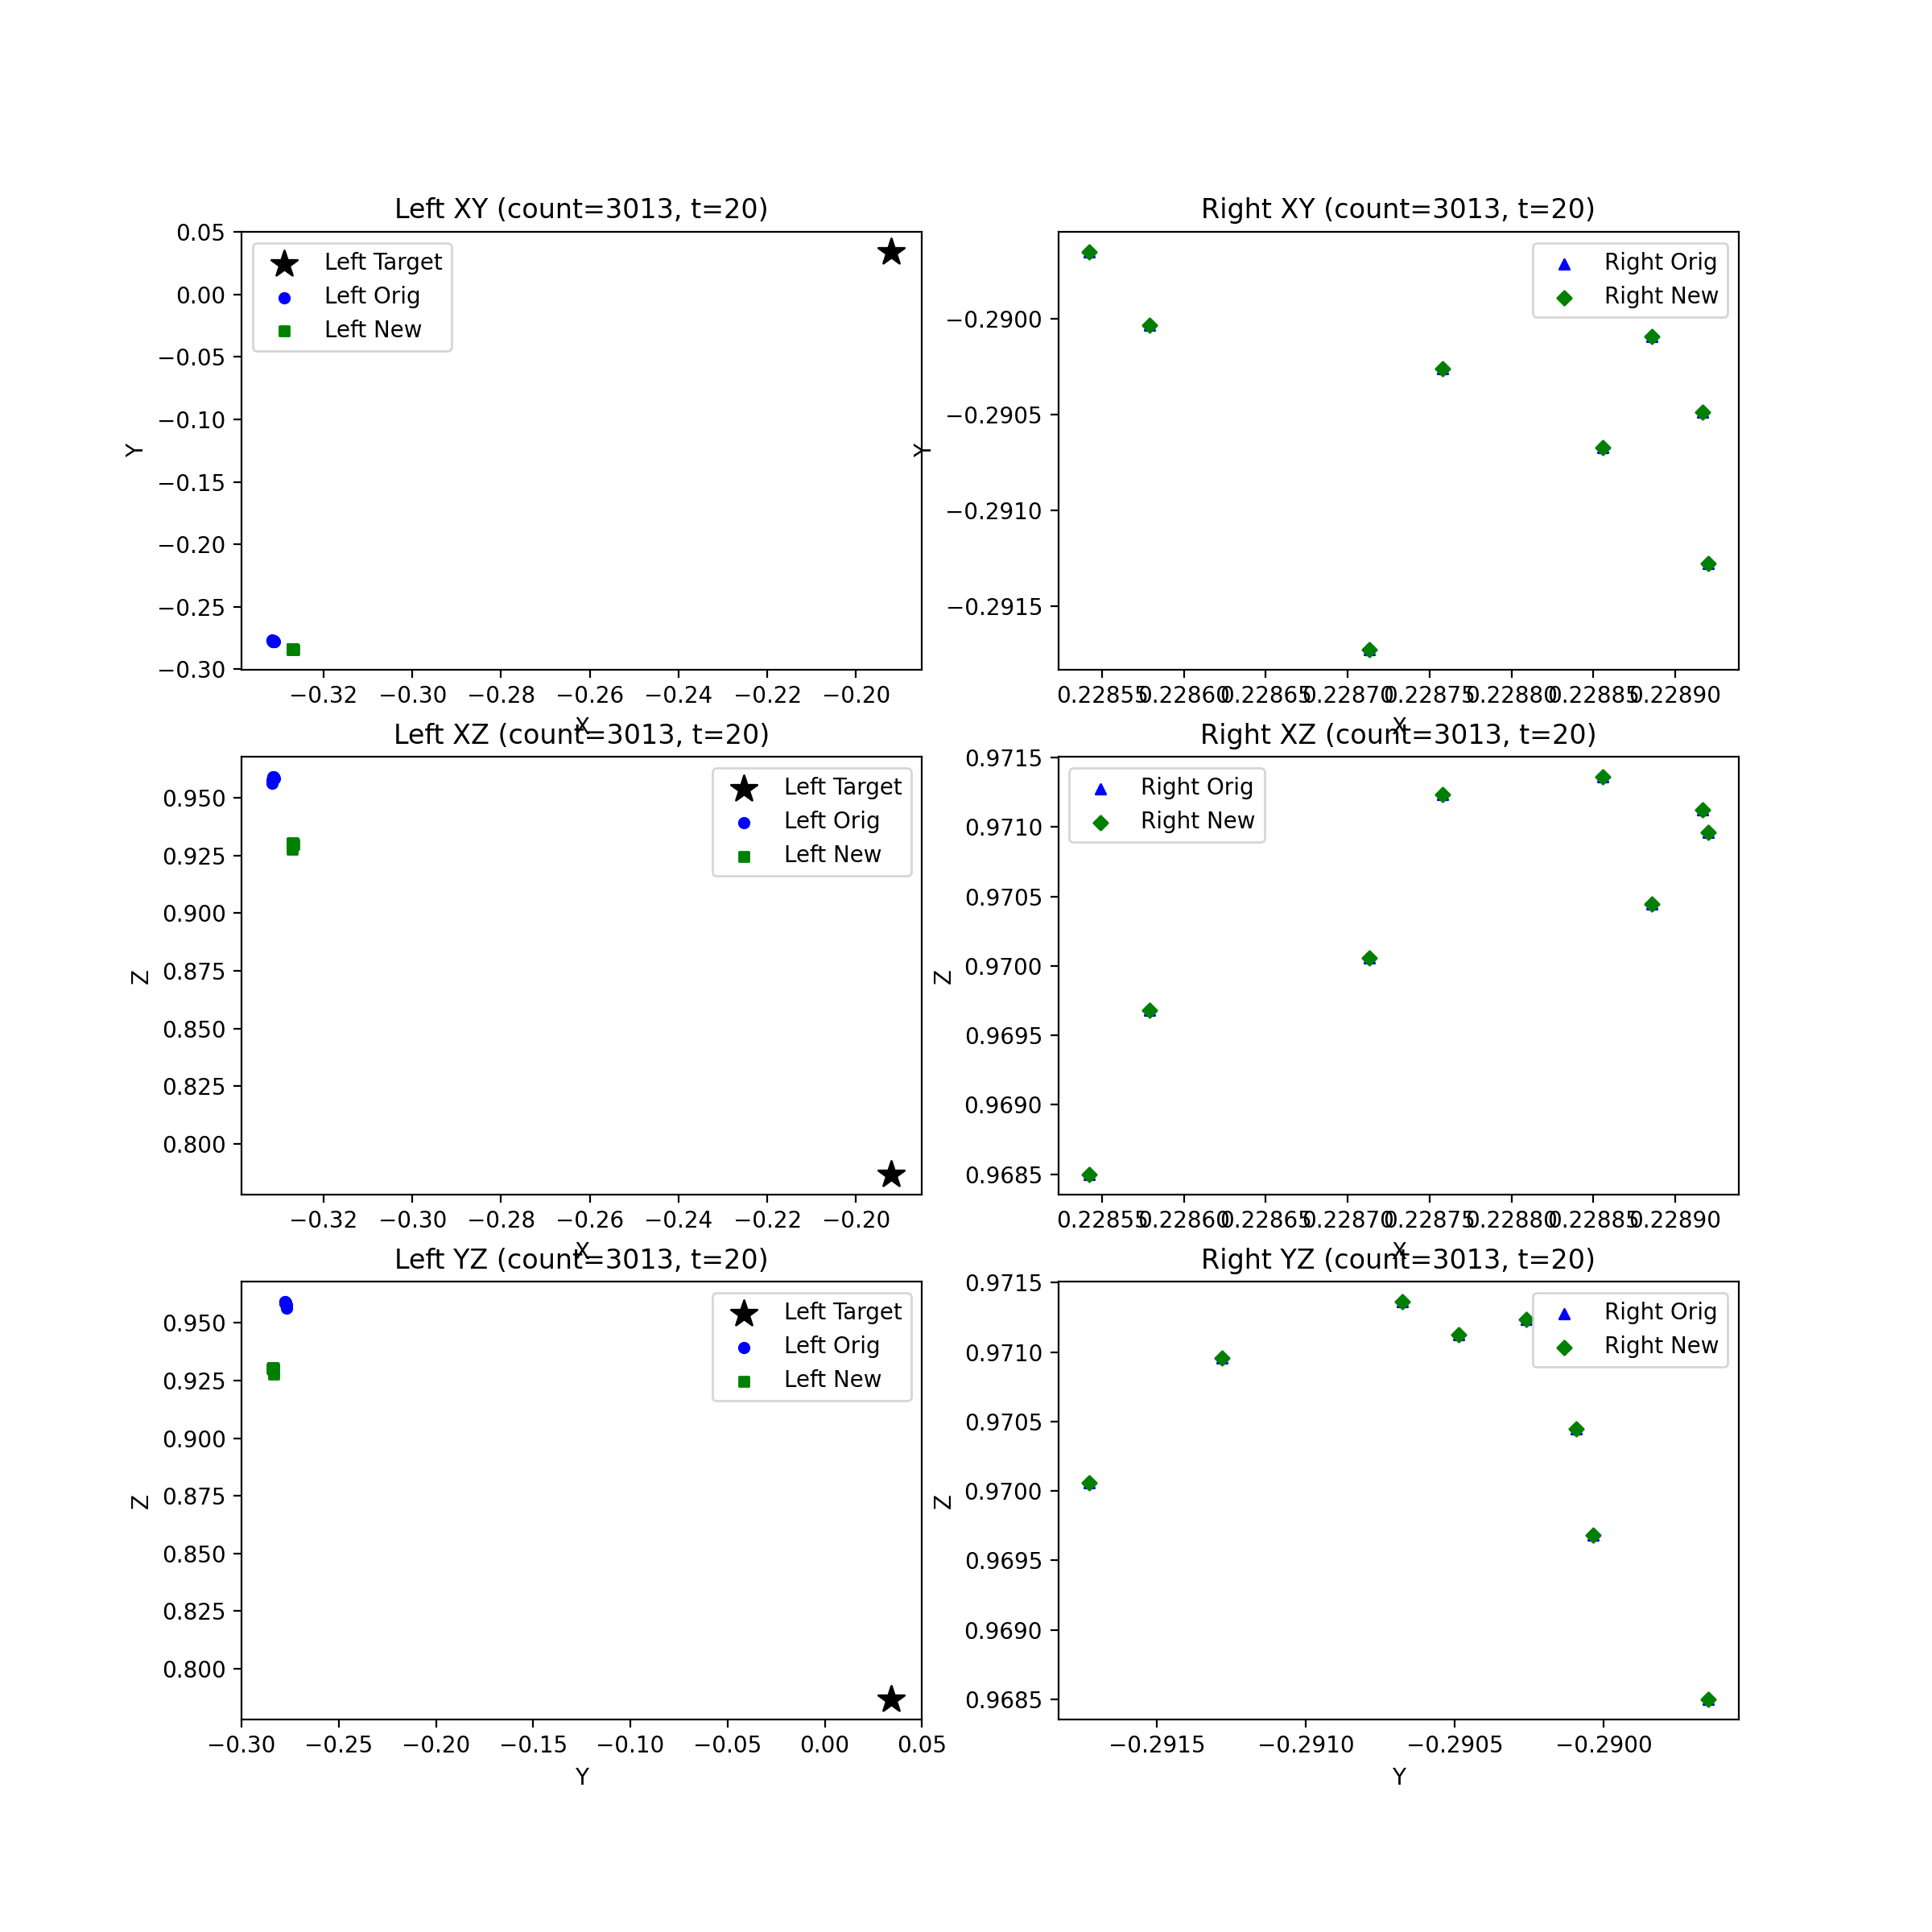 Left XY (count=3013, t=20)
0.05
0.00
−0.05
−0.10
−0.15
−0.20
−0.25
−0.30
Y
Left Target
Left Orig
Left New
−0.32 −0.30 −0.28 −0.26 −0.24 −0.22 −0.20
X
Right XY (count=3013, t=20)
−0.2900
−0.2905
−0.2910
−0.2915
Y
Right Orig
Right New
0.22855 0.22860 0.22865 0.22870 0.22875 0.22880 0.22885 0.22890
X
Left XZ (count=3013, t=20)
0.950
0.925
0.900
0.875
0.850
0.825
0.800
Z
Left Target
Left Orig
Left New
−0.32 −0.30 −0.28 −0.26 −0.24 −0.22 −0.20
X
Right XZ (count=3013, t=20)
0.9715
0.9710
0.9705
0.9700
0.9695
0.9690
0.9685
Z
Right Orig
Right New
0.22855 0.22860 0.22865 0.22870 0.22875 0.22880 0.22885 0.22890
X
Left YZ (count=3013, t=20)
0.950
0.925
0.900
0.875
0.850
0.825
0.800
Z
Left Target
Left Orig
Left New
−0.30 −0.25 −0.20 −0.15 −0.10 −0.05 0.00 0.05
Y
Right YZ (count=3013, t=20)
0.9715
0.9710
0.9705
0.9700
0.9695
0.9690
0.9685
Z
Right Orig
Right New
−0.2915 −0.2910 −0.2905 −0.2900
Y